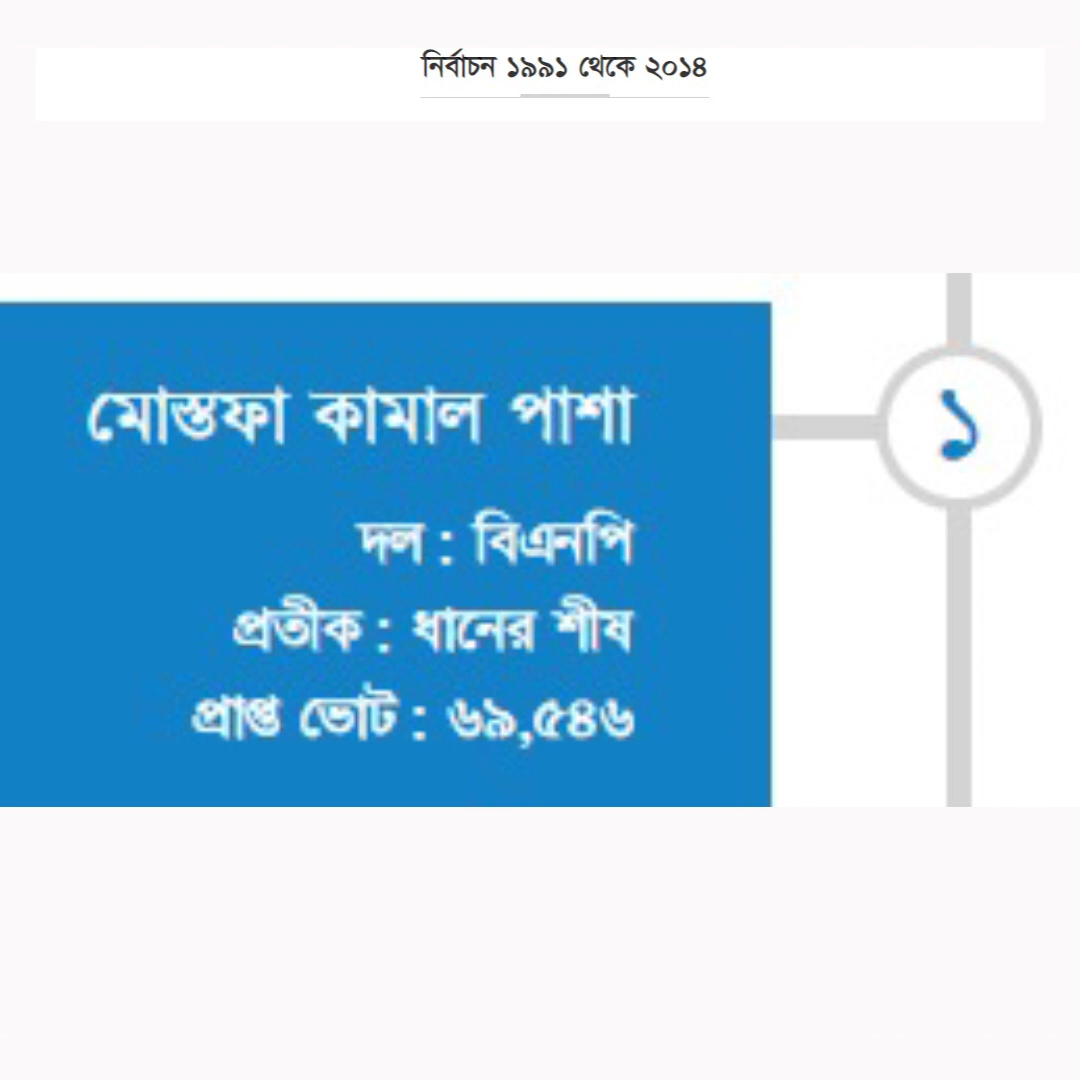 নির্বাচন ১৯৯১ থেকে ২০১৪
মোস্তফা কামাল পাশা
১
দল : বিএনপি
প্রতীক : ধানের শীষ
প্রাপ্ত ভোট : ৬৯,৫৪৬